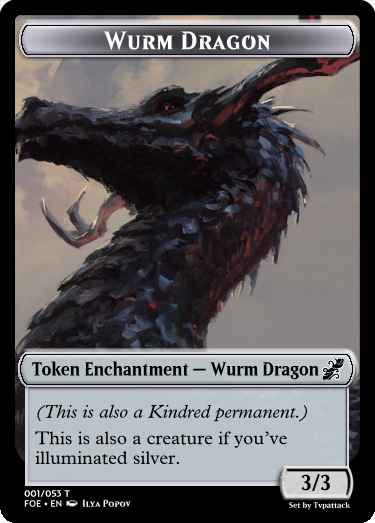 Wurm Dragon
Token Enchantment — Wurm Dragon
(This is also a Kindred permanent.)
This is also a creature if you've
illuminated silver.
3/3
001/053 T
FOE • EN Ilya Popov
Set by Typattack